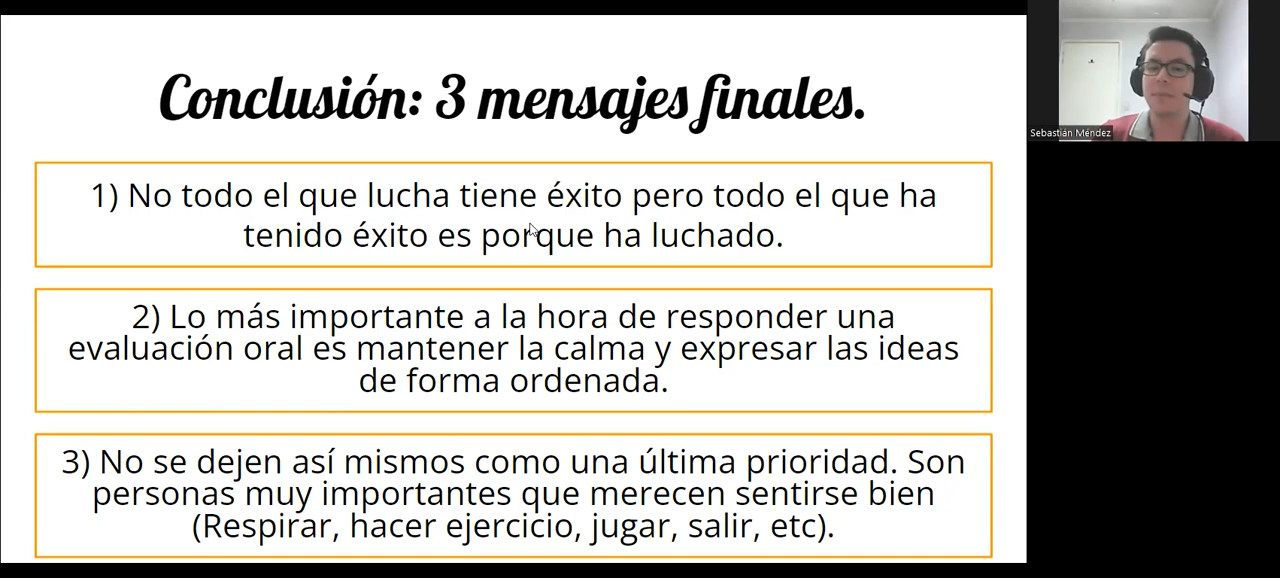 Conclusión: 3 mensajes finales.
1) No todo el que lucha tiene éxito pero todo el que ha
tenido éxito es porque ha luchado.
2) Lo más importante a la hora de responder una
evaluación oral es mantener la calma y expresar las ideas
de forma ordenada.
3) No se dejen así mismos como una última prioridad. Son
personas muy importantes que merecen sentirse bien
(Respirar, hacer ejercicio, jugar, salir, etc).
Sebastián Méndez